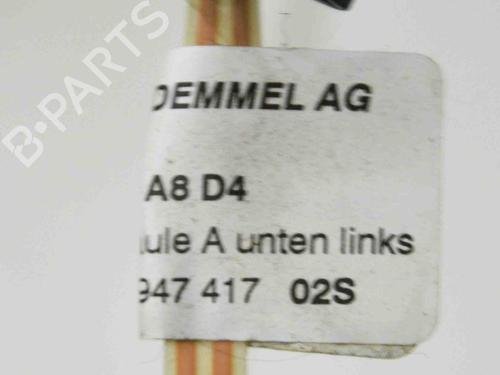 B-PARTS
DEMMEL AG
A8 D4
ule A unten links
947 417 02S